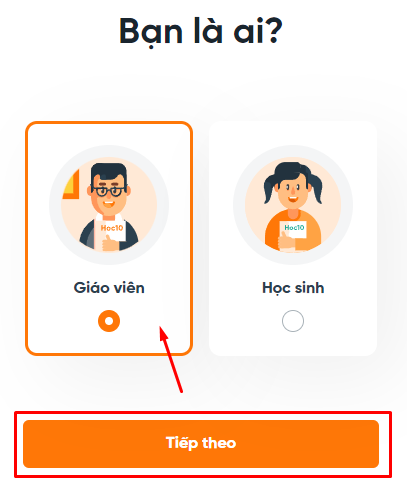 Bạn là ai?
Hoc10
Hoc10
Giáo viên
Học sinh
Tiếp theo